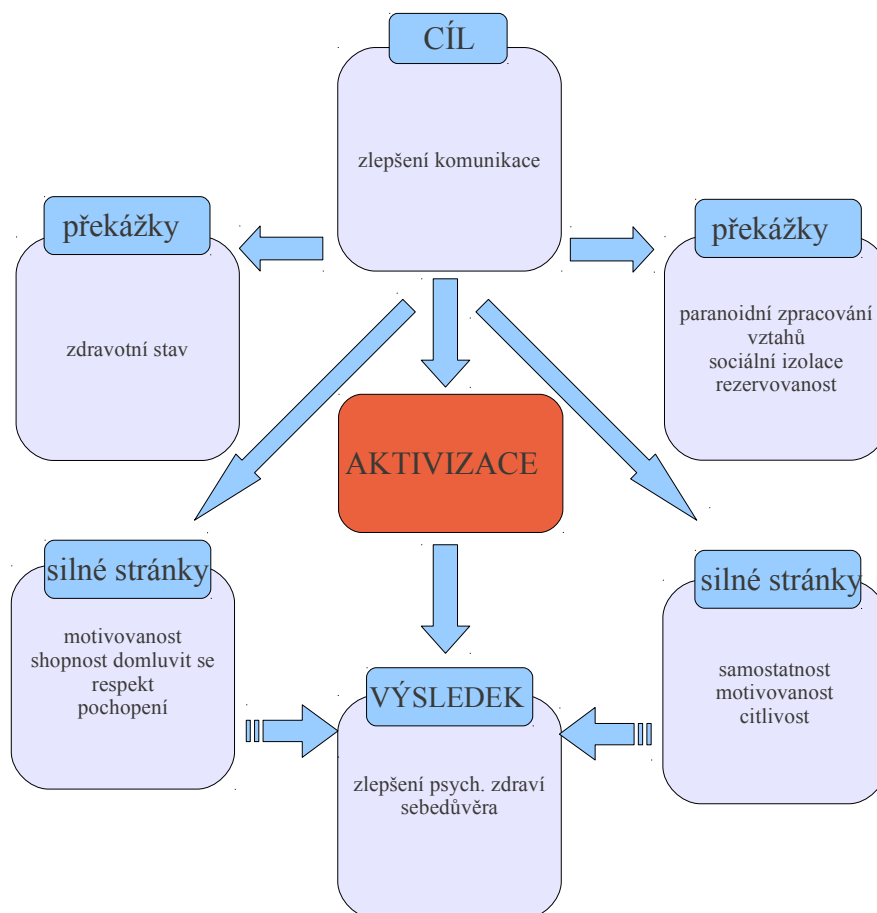 CÍL
zlepšení komunikace
překážky
zdravotní stav
překážky
paranoidní zpracování
vztahů
sociální izolace
rezervovanost
AKTIVIZACE
silné stránky
motivovanost
shopnost domluvit se
respekt
pochopení
silné stránky
samostatnost
motivovanost
citlivost
VÝSLEDEK
zlepšení psych. zdraví
sebedůvěra